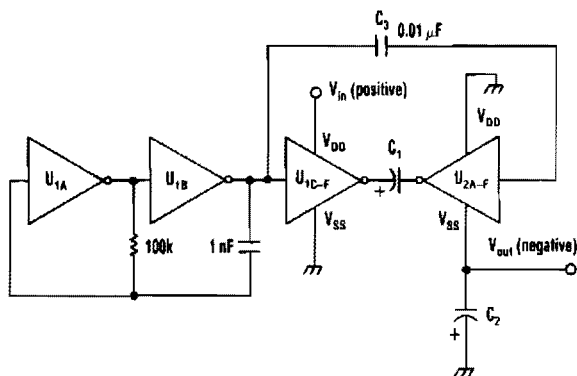 C3 0.01 μF
Vin (positive)
VDD
VDD
C1
U1A
U1B
U1C–F
U2A–F
VSS
VSS
100k
1 nF
Vout (negative)
C2
+
+